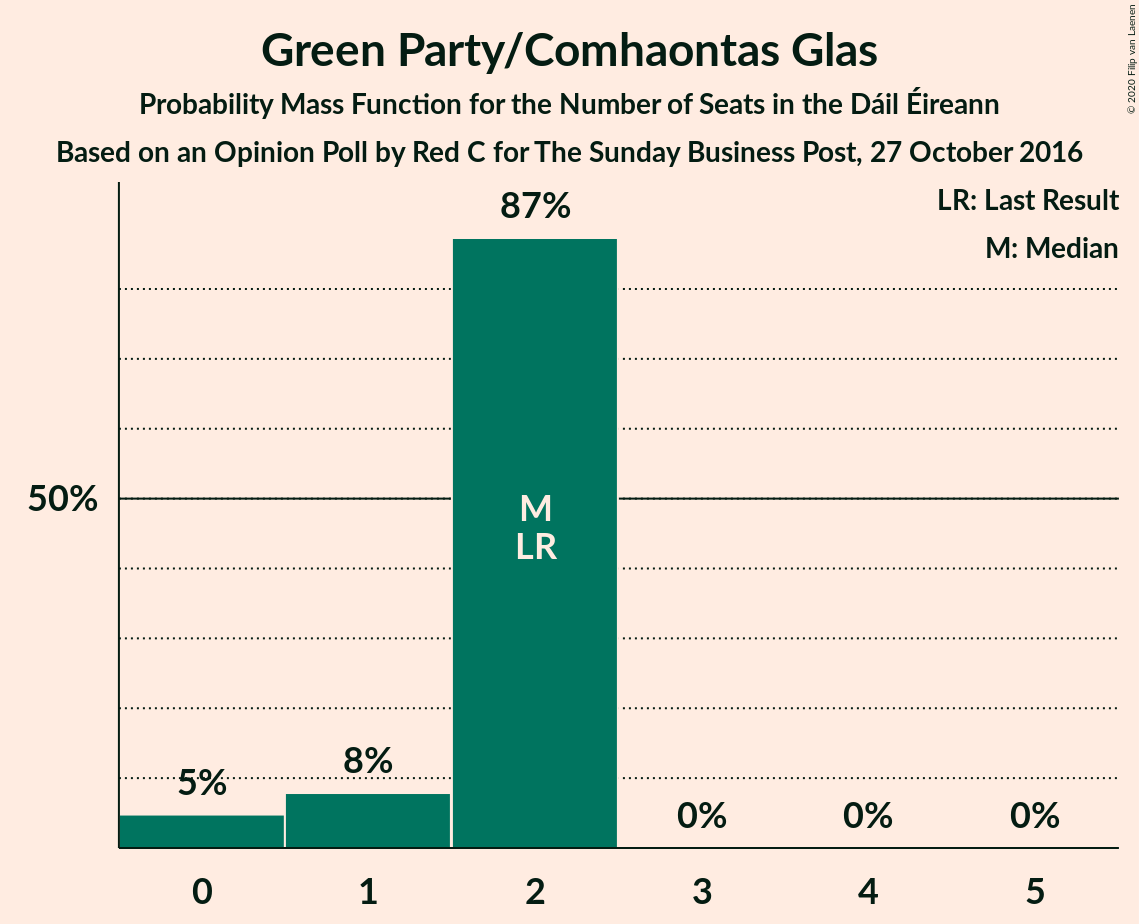 Green Party/Comhaontas Glas
Probability Mass Function for the Number of Seats in the Dáil Éireann
Based on an Opinion Poll by Red C for The Sunday Business Post, 27 October 2016
© 2020 Filip van Laenen
LR: Last Result
M: Median
87%
50%
M
LR
8%
5%
0% 0% 0%
0 1 2 3 4 5